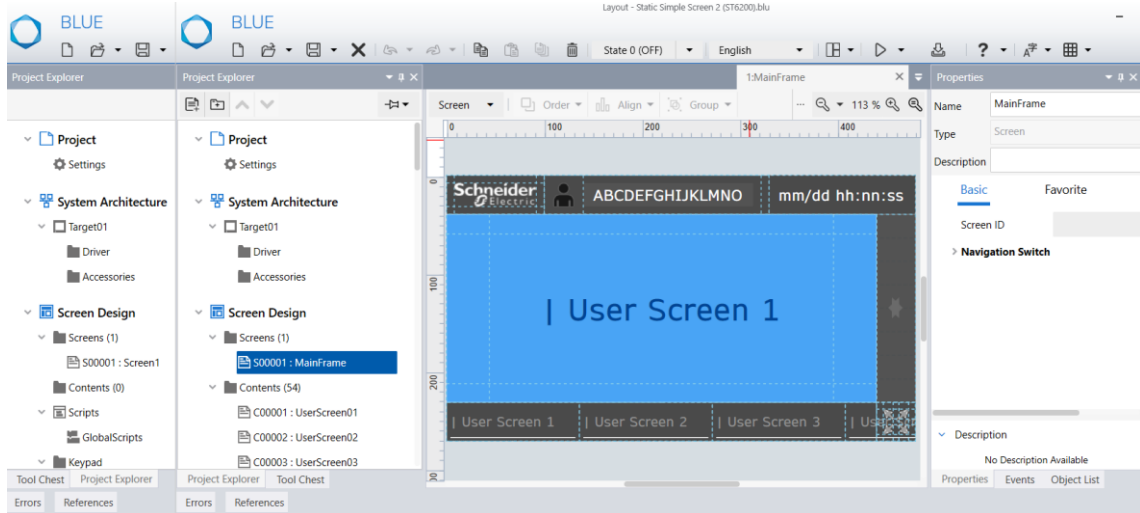 Layout - Static Simple Screen 2 (ST6200).blu
BLUE
BLUE
State 0 (OFF)
English
?
Project Explorer
Project Explorer
1:MainFrame
Properties
Screen
Order
Align
Group
113 %
Name
MainFrame
Type
Screen
Description
Basic
Favorite
Screen ID
Navigation Switch
Project
Settings
System Architecture
Target01
Driver
Accessories
Screen Design
Screens (1)
S00001 : Screen1
Contents (0)
Scripts
GlobalScripts
Keypad
Tool Chest
Project Explorer
Errors
References
Project
Settings
System Architecture
Target01
Driver
Accessories
Screen Design
Screens (1)
S00001 : MainFrame
Contents (54)
C00001 : UserScreen01
C00002 : UserScreen02
C00003 : UserScreen03
Project Explorer
Tool Chest
Errors
References
0
100
200
300
400
0
100
200
30
Schneider
Electric
ABCDEFGHIJKLMNO
mm/dd hh:nn:ss
| User Screen 1
| User Screen 1
| User Screen 2
| User Screen 3
Description
No Description Available
Properties
Events
Object List